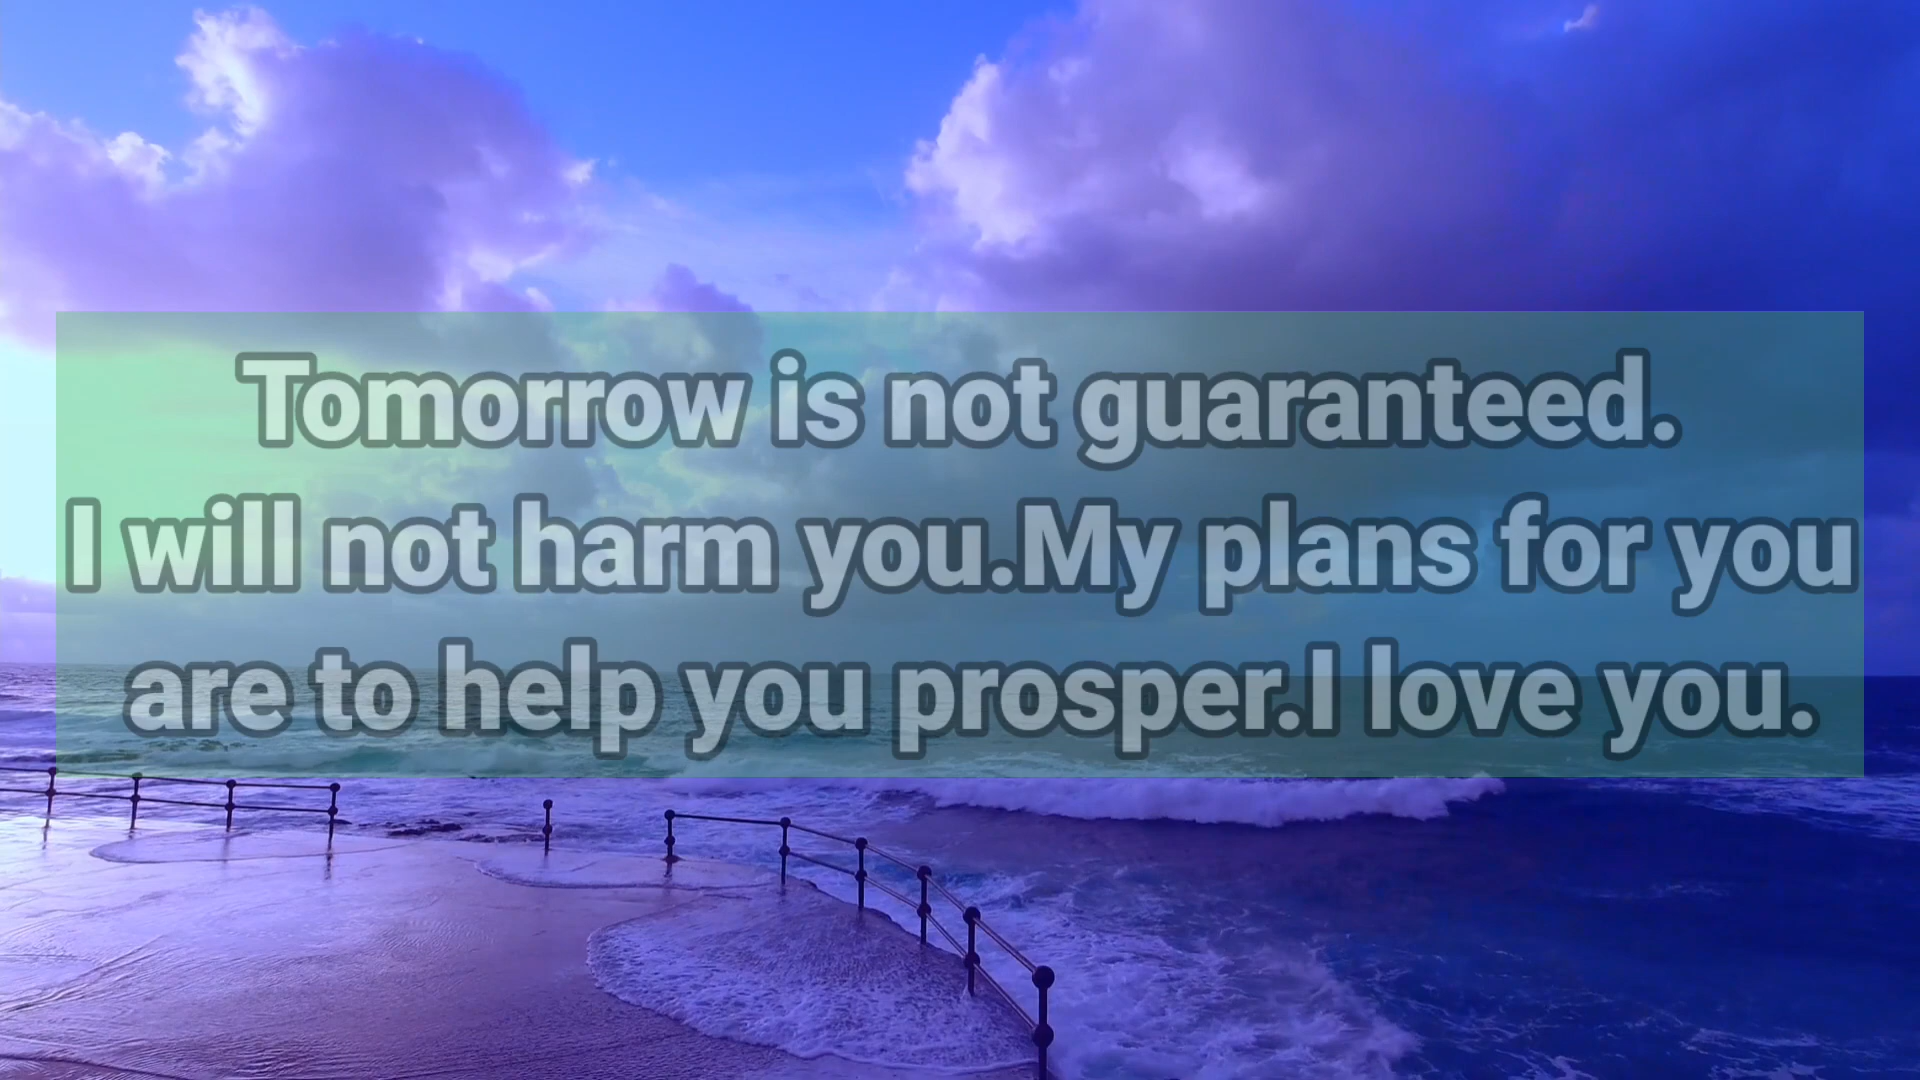 Tomorrow is not guaranteed.
I will not harm you.My plans for you
are to help you prosper.I love you.